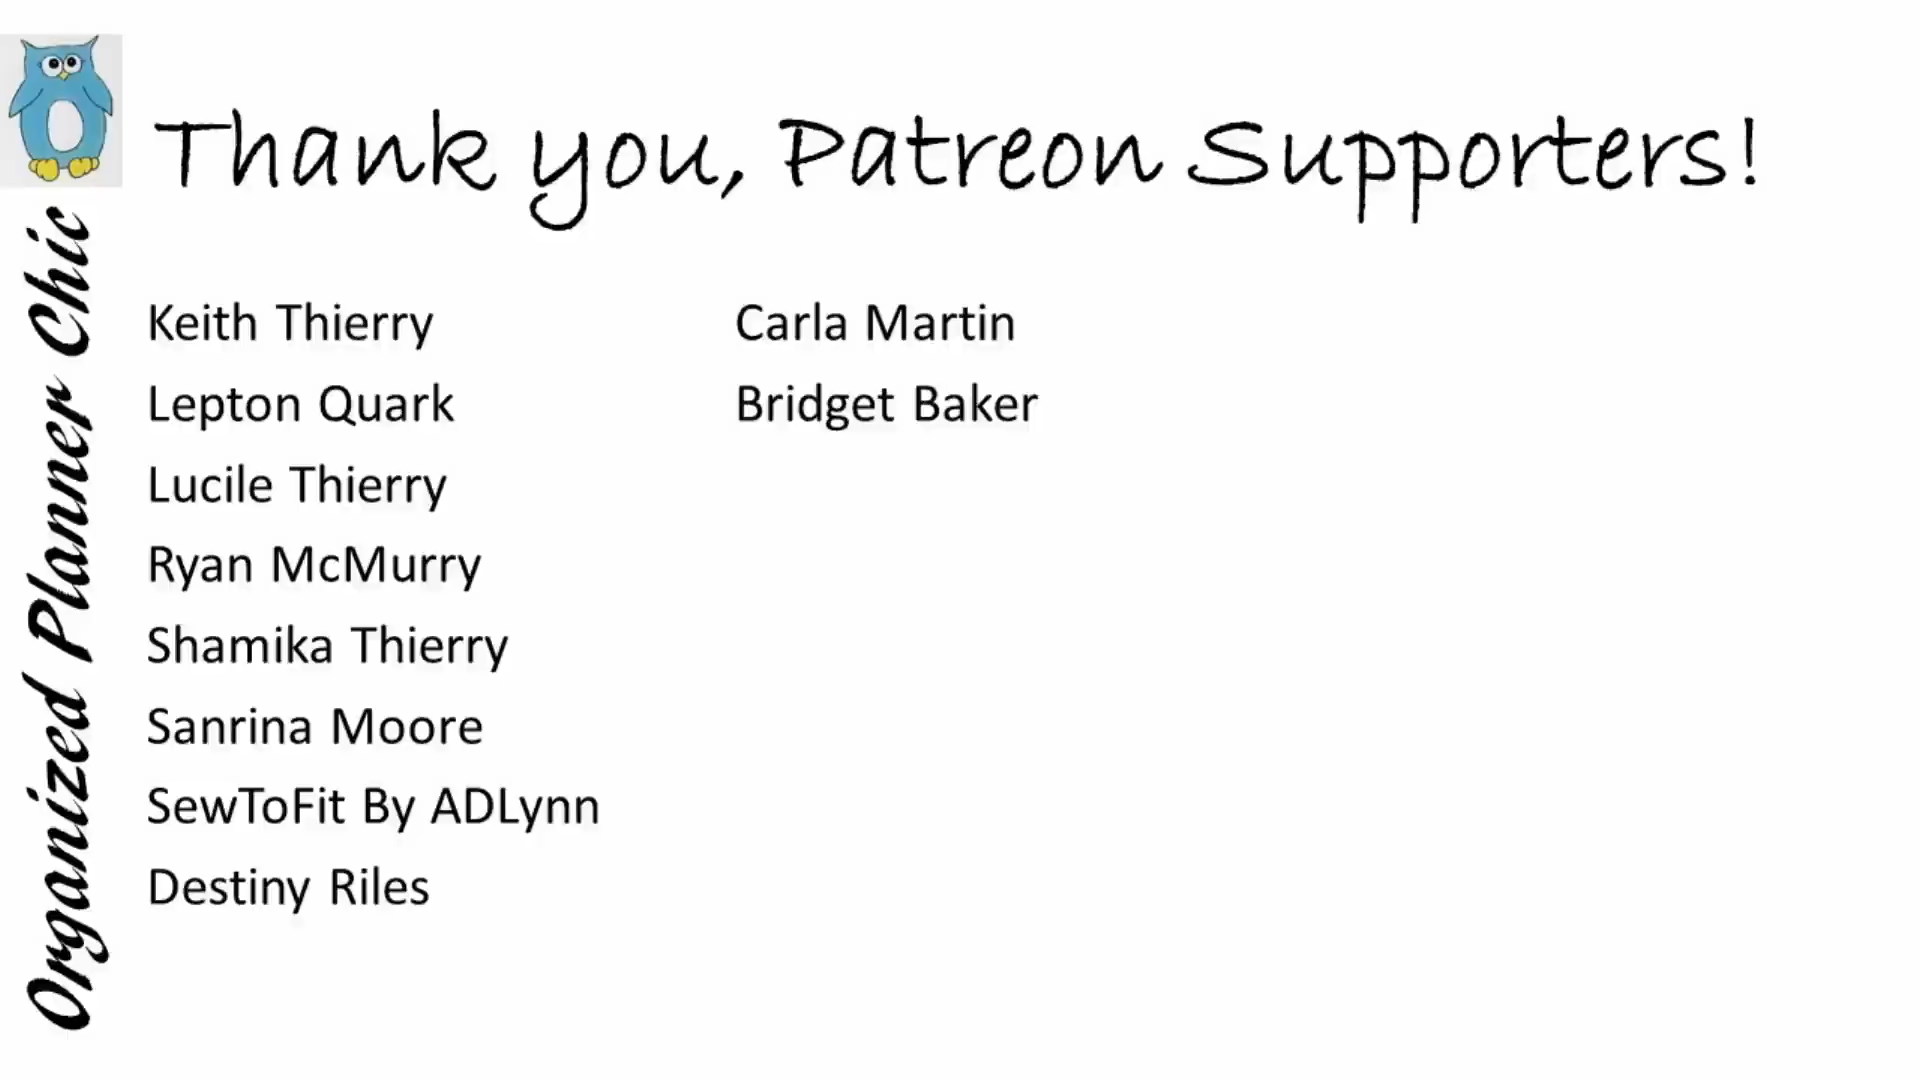 Thank you, Patreon Supporters!
Organized Planner Chic
Keith Thierry
Lepton Quark
Lucile Thierry
Ryan McMurry
Shamika Thierry
Sanrina Moore
SewToFit By ADLynn
Destiny Riles
Carla Martin
Bridget Baker